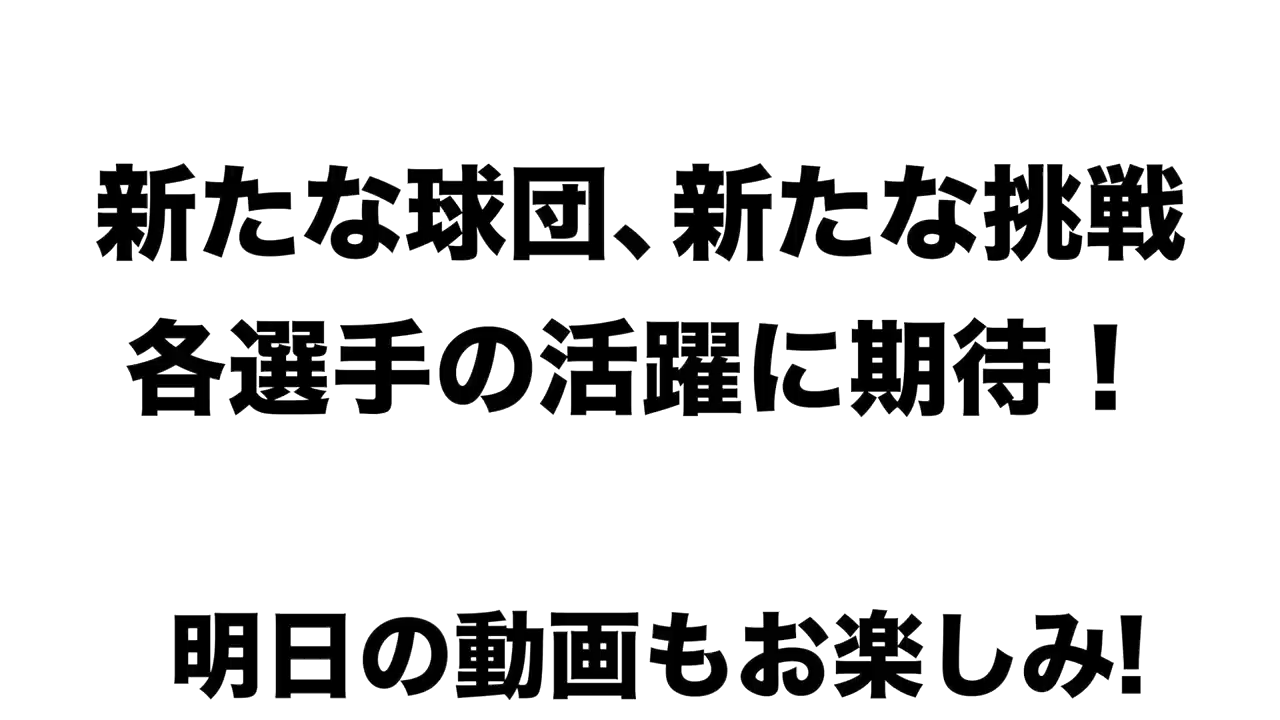 新たな球団、新たな挑戦
各選手の活躍に期待！
明日の動画もお楽しみ!